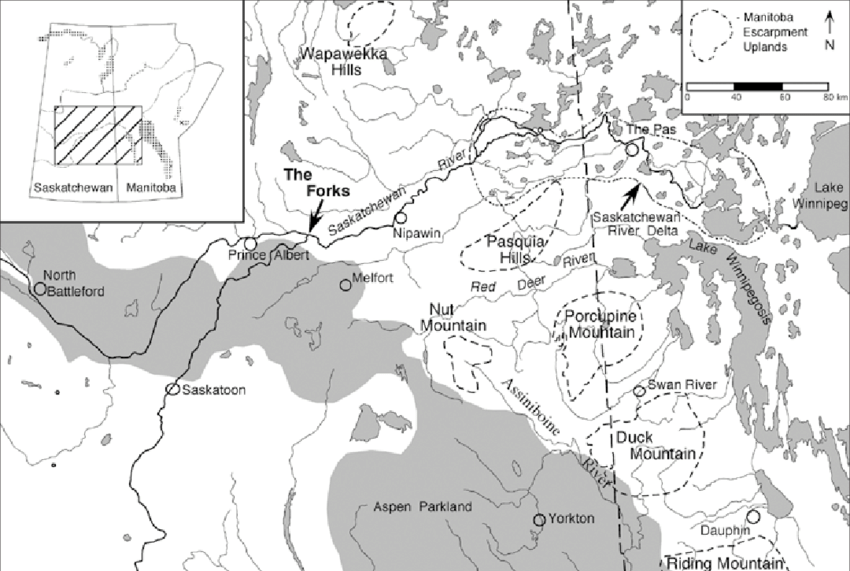 Saskatchewan
Manitoba
- Manitoba
Escarpment
Uplands
N
0
40
60
80 km
Wapawekka
Hills
The Pas
The
Forks
Saskatchewan
River
Lake
Winnipeg
Saskatchewan
River Delta
Nipawin
Prince Albert
Pasquia
Hills
Lake
Winnipegosis
North
Battleford
Melfort
Red
Deer
River
Nut
Mountain
Porcupine
Mountain
Saskatoon
Swan River
Assiniboine
River
Duck
Mountain
Aspen Parkland
Yorkton
Dauphin
Riding Mountain